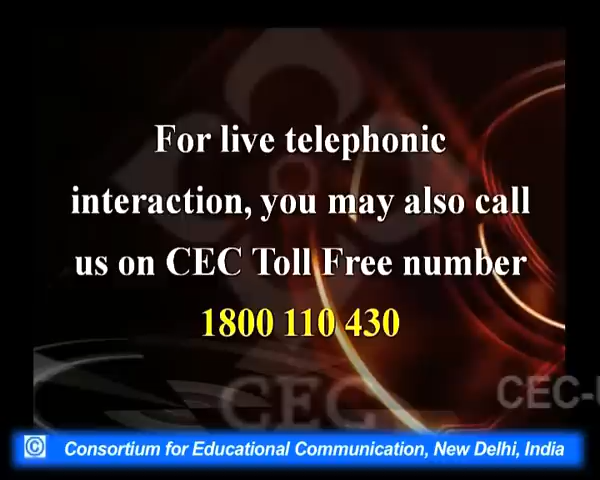 For live telephonic
interaction, you may also call
us on CEC Toll Free number
1800 110 430
CEC
CEC-U
© Consortium for Educational Communication, New Delhi, India